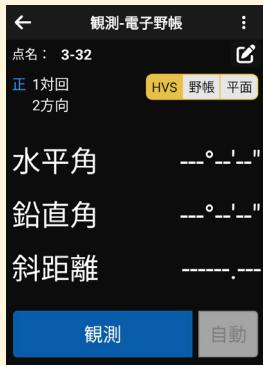 観測-電子野帳
点名： 3-32
正 1対回
2方向
HVS 野帳 平面
水平角 ---°--'--"
鉛直角 ---°--'--"
斜距離 ------.---
観測 自動